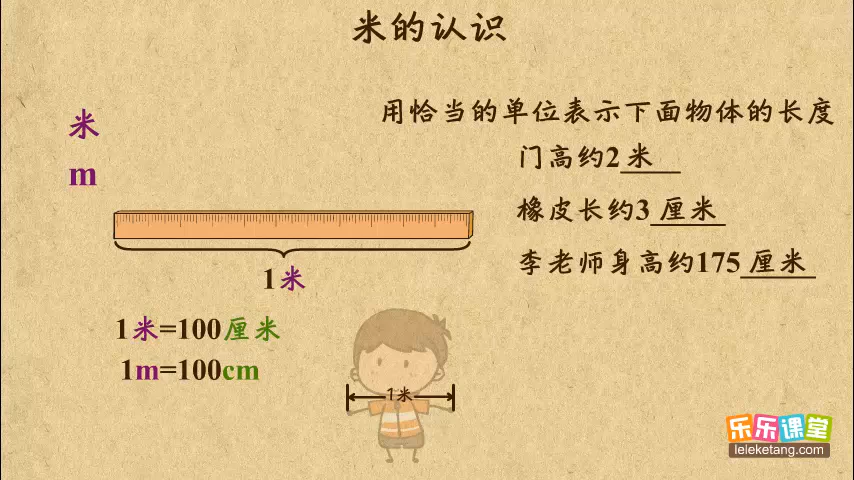 米的认识
米
m
用恰当的单位表示下面物体的长度
门高约2米
橡皮长约3厘米
李老师身高约175厘米
1米
1米=100厘米
1m=100cm
1米
乐乐课堂
leleketang.com